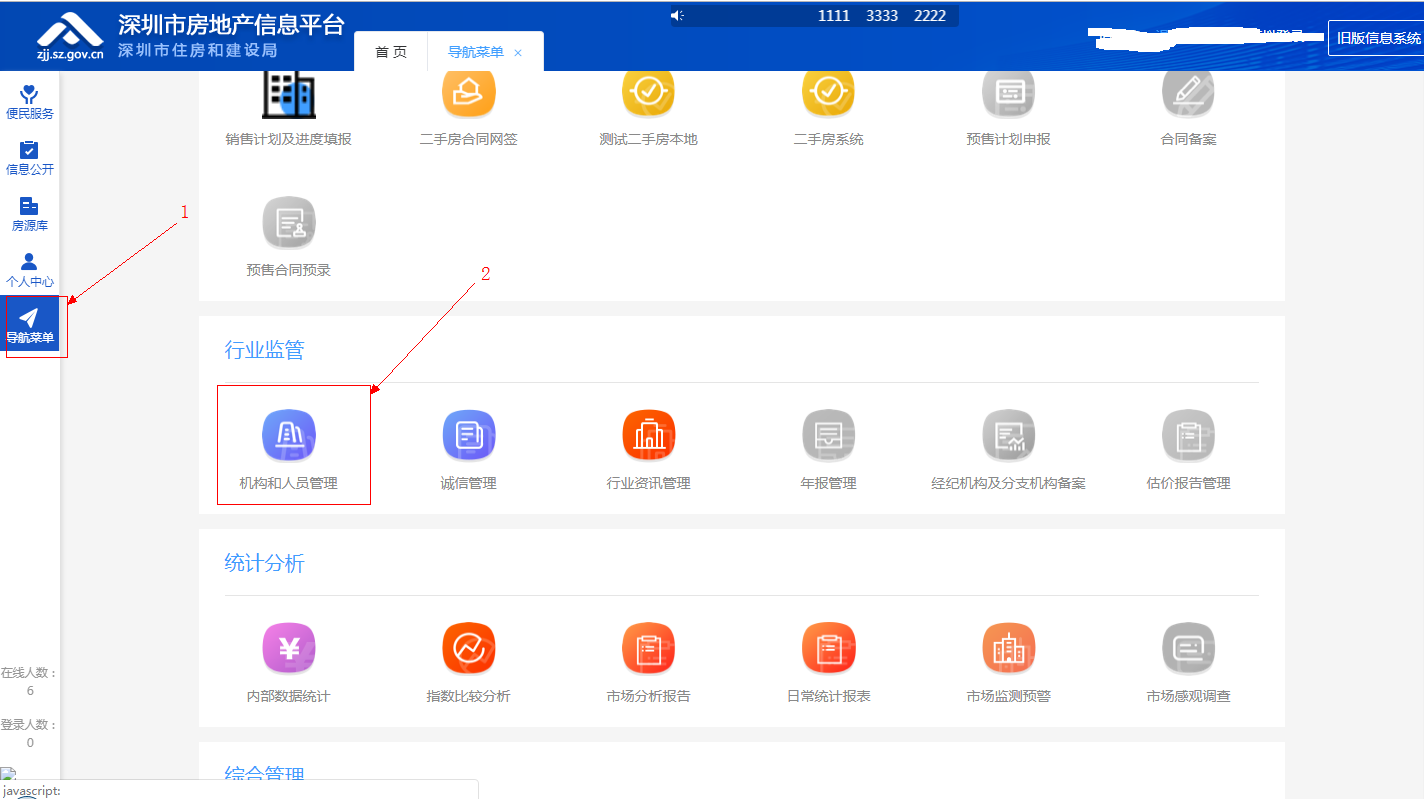 深圳市房地产信息平台
深圳市住房和建设局
zjj.sz.gov.cn
首 页
导航菜单 ×
1111 3333 2222
旧版信息系统
便民服务
信息公开
房源库
个人中心
导航菜单
1
2
销售计划及进度填报 二手房合同网签 测试二手房本地 二手房系统 预售计划申报 合同备案
预售合同预录
行业监管
机构和人员管理 诚信管理 行业资讯管理 年报管理 经纪机构及分支机构备案 估价报告管理
统计分析
内部数据统计 指数比较分析 市场分析报告 日常统计报表 市场监测预警 市场感观调查
综合管理
在线人数：
6
登录人数：
0
javascript: